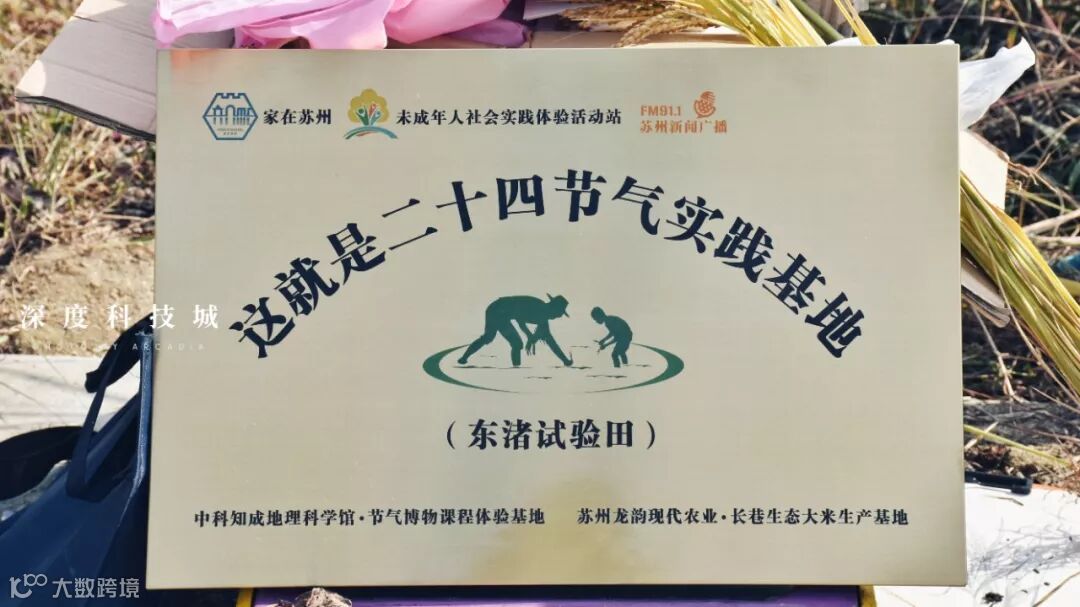 家在苏州 未成年人社会实践体验活动站 FM91.1
苏州新闻广播
这就是二十四节气实践基地
深度科技城
ARCADIA
(东渚试验田)
中科知成地理科学馆·节气博物课程体验基地 苏州龙韵现代农业·长巷生态大米生产基地
大数跨境